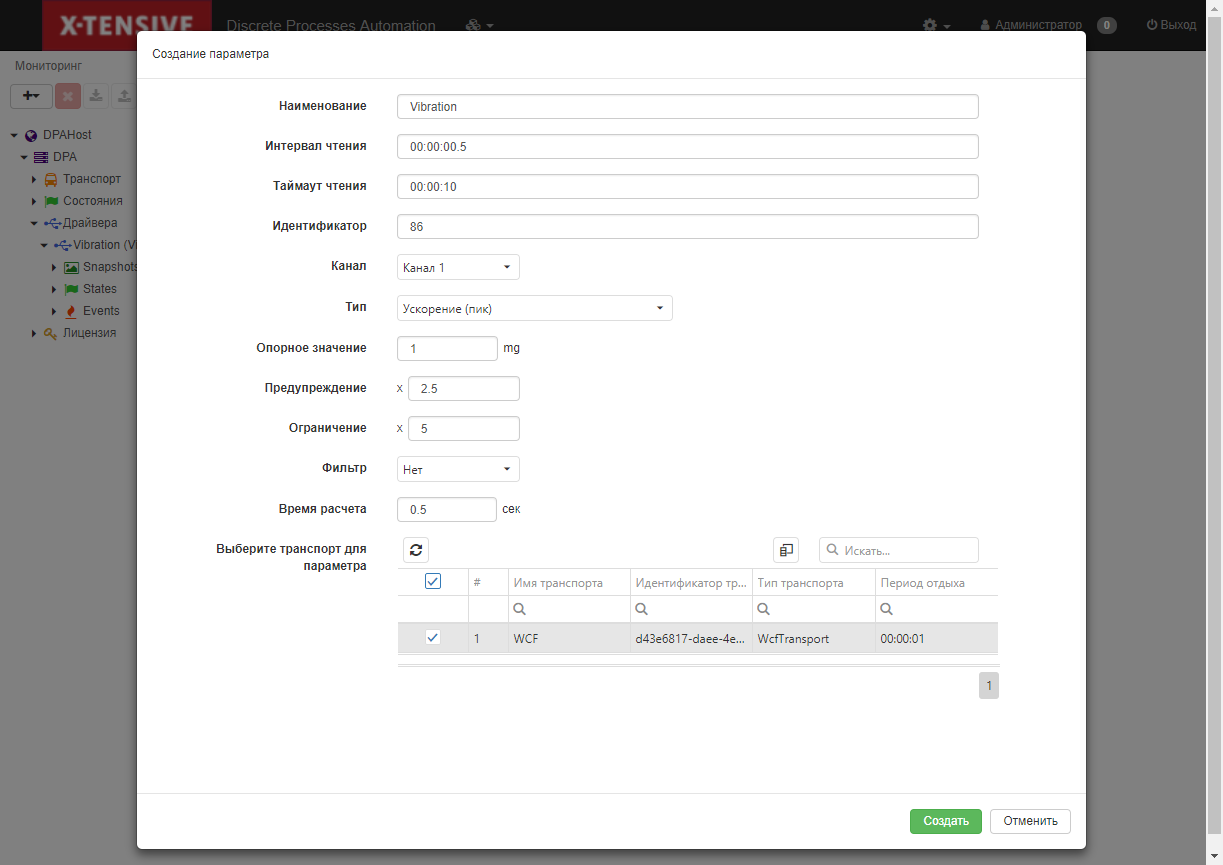 X-TENSIVE
Discrete Processes Automation
Администратор
0
Выход
Мониторинг
Создание параметра
DPAHost
DPA
Транспорт
Состояния
Драйвера
Vibration (Vi
Snapshots
States
Events
Лицензия
Наименование
Vibration
Интервал чтения
00:00:00.5
Таймаут чтения
00:00:10
Идентификатор
86
Канал
Канал 1
Тип
Ускорение (пик)
Опорное значение
1
mg
Предупреждение
x
2.5
Ограничение
x
5
Фильтр
Нет
Время расчета
0.5
сек
Выберите транспорт для
параметра
Искать...
#
Имя транспорта
Идентификатор тр...
Тип транспорта
Период отдыха
1
WCF
d43e6817-daee-4e...
WcfTransport
00:00:01
1
Создать
Отменить